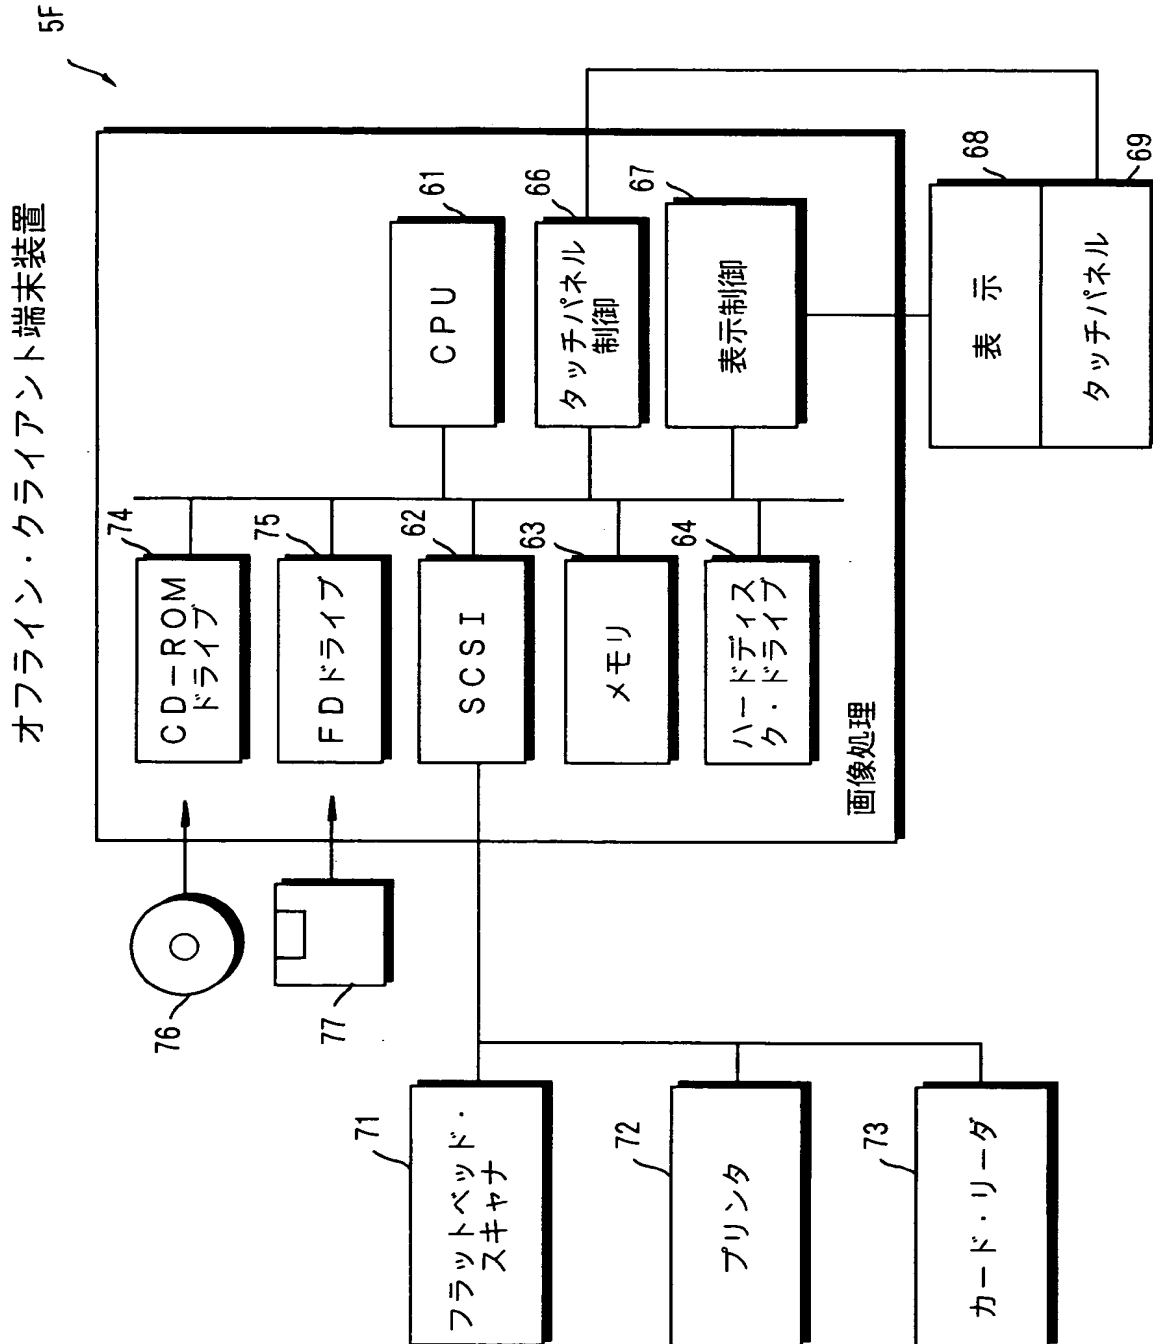 オフライン・クライアント端末装置
5F
76
77
74
CD-ROM
ドライブ
75
FDドライブ
62
SCSI
63
メモリ
64
ハードディス
ク・ドライブ
61
CPU
66
タッチパネル
制御
67
表示制御
画像処理
68
表示
69
タッチパネル
71
フラットベッド・
スキャナ
72
プリンタ
73
カード・リーダ